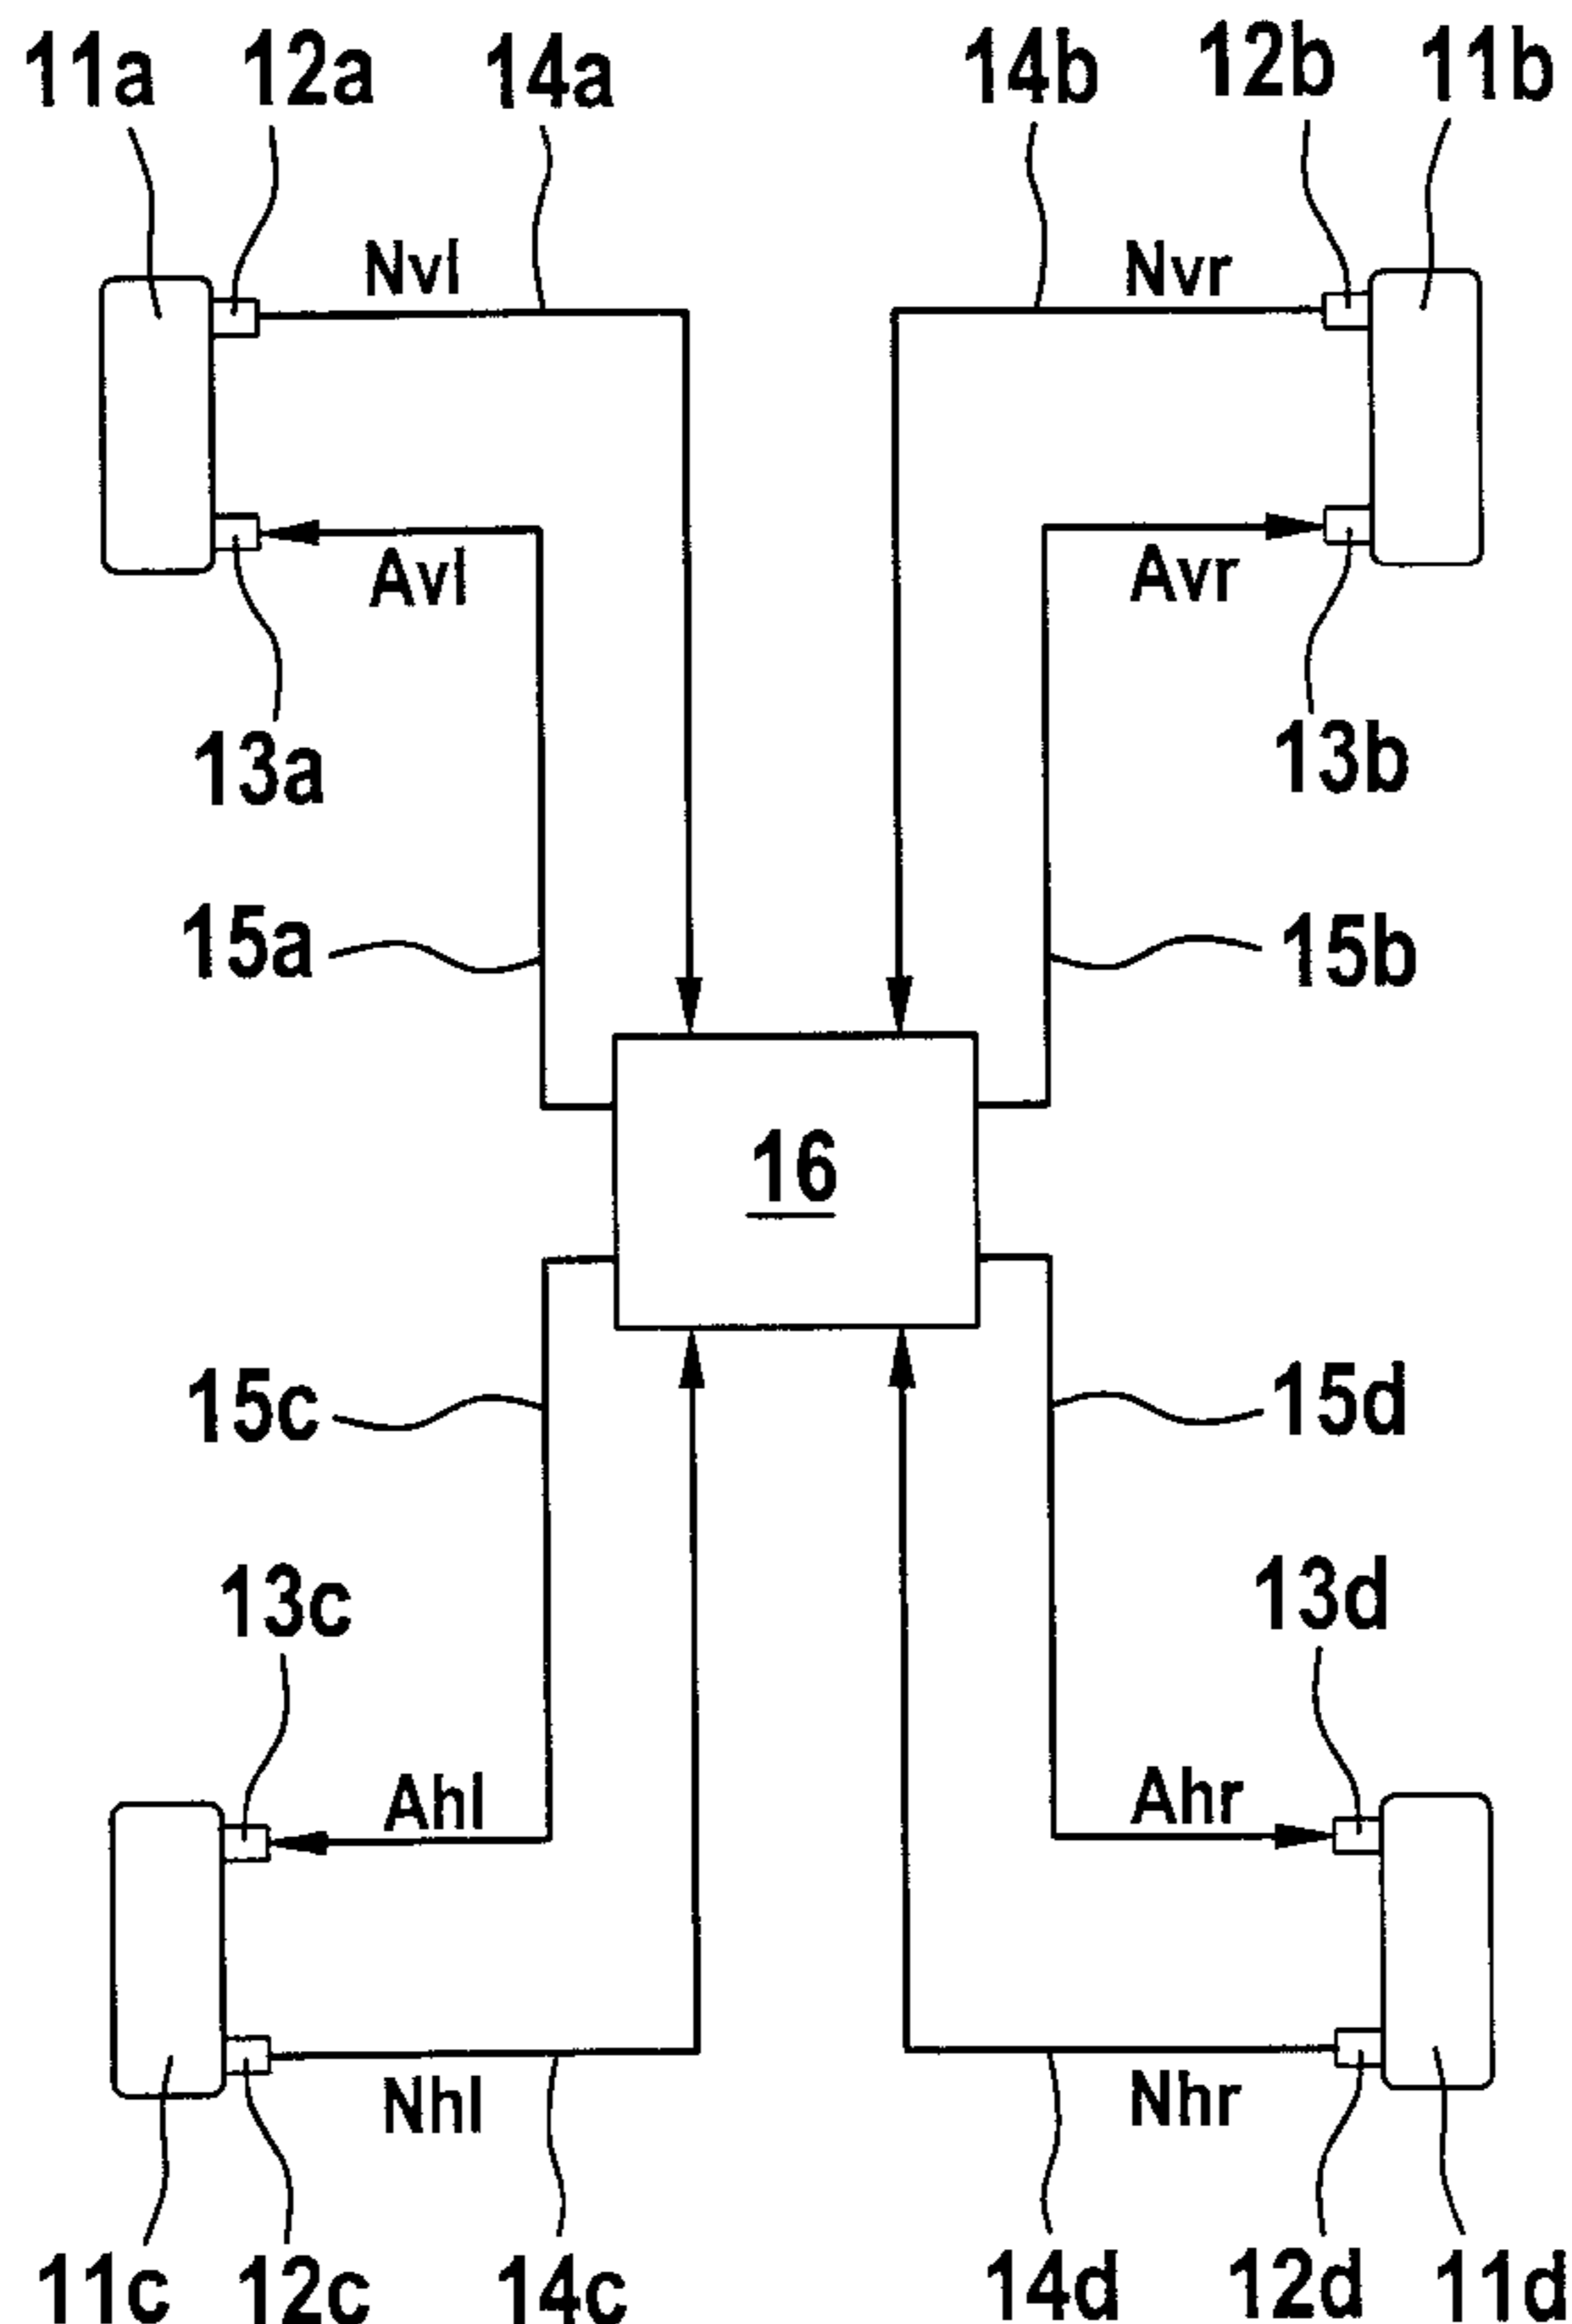 11a 12a 14a 14b 12b 11b
Nvl Nvr
Avl Avr
13a 13b
15a 15b
16
15c 15d
13c 13d
Ahl Ahr
Nhl Nhr
11c 12c 14c 14d 12d 11d